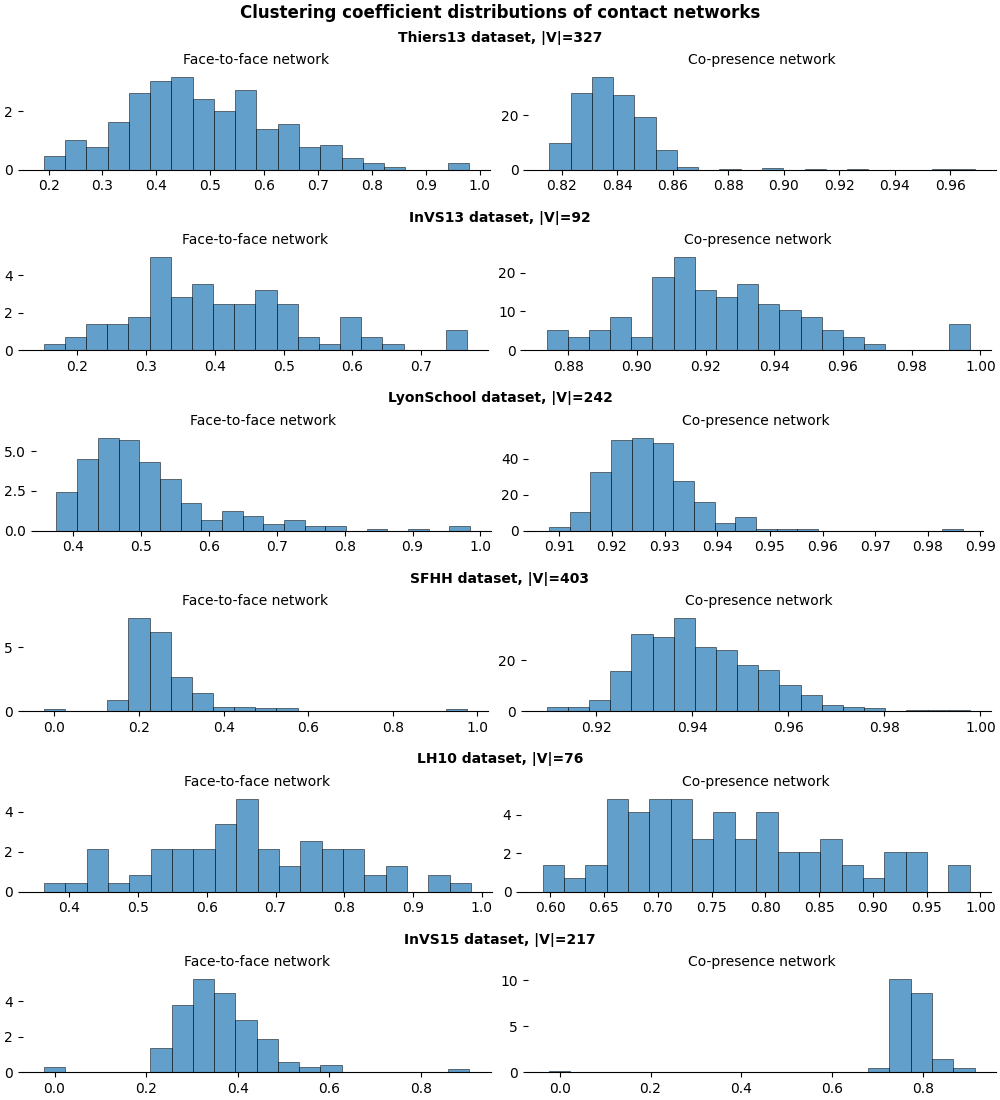 Clustering coefficient distributions of contact networks
Thiers13 dataset, |V|=327
Face-to-face network
Co-presence network
2
0
0.2 0.3 0.4 0.5 0.6 0.7 0.8 0.9 1.0
20
0
0.82 0.84 0.86 0.88 0.90 0.92 0.94 0.96
InVS13 dataset, |V|=92
Face-to-face network
Co-presence network
4
2
0
0.2 0.3 0.4 0.5 0.6 0.7
20
10
0
0.88 0.90 0.92 0.94 0.96 0.98 1.00
LyonSchool dataset, |V|=242
Face-to-face network
Co-presence network
5.0
2.5
0.0
0.4 0.5 0.6 0.7 0.8 0.9 1.0
40
20
0
0.91 0.92 0.93 0.94 0.95 0.96 0.97 0.98 0.99
SFHH dataset, |V|=403
Face-to-face network
Co-presence network
5
0
0.0 0.2 0.4 0.6 0.8 1.0
20
0
0.92 0.94 0.96 0.98 1.00
LH10 dataset, |V|=76
Face-to-face network
Co-presence network
4
2
0
0.4 0.5 0.6 0.7 0.8 0.9 1.0
4
2
0
0.60 0.65 0.70 0.75 0.80 0.85 0.90 0.95 1.00
InVS15 dataset, |V|=217
Face-to-face network
Co-presence network
4
2
0
0.0 0.2 0.4 0.6 0.8
10
5
0
0.0 0.2 0.4 0.6 0.8